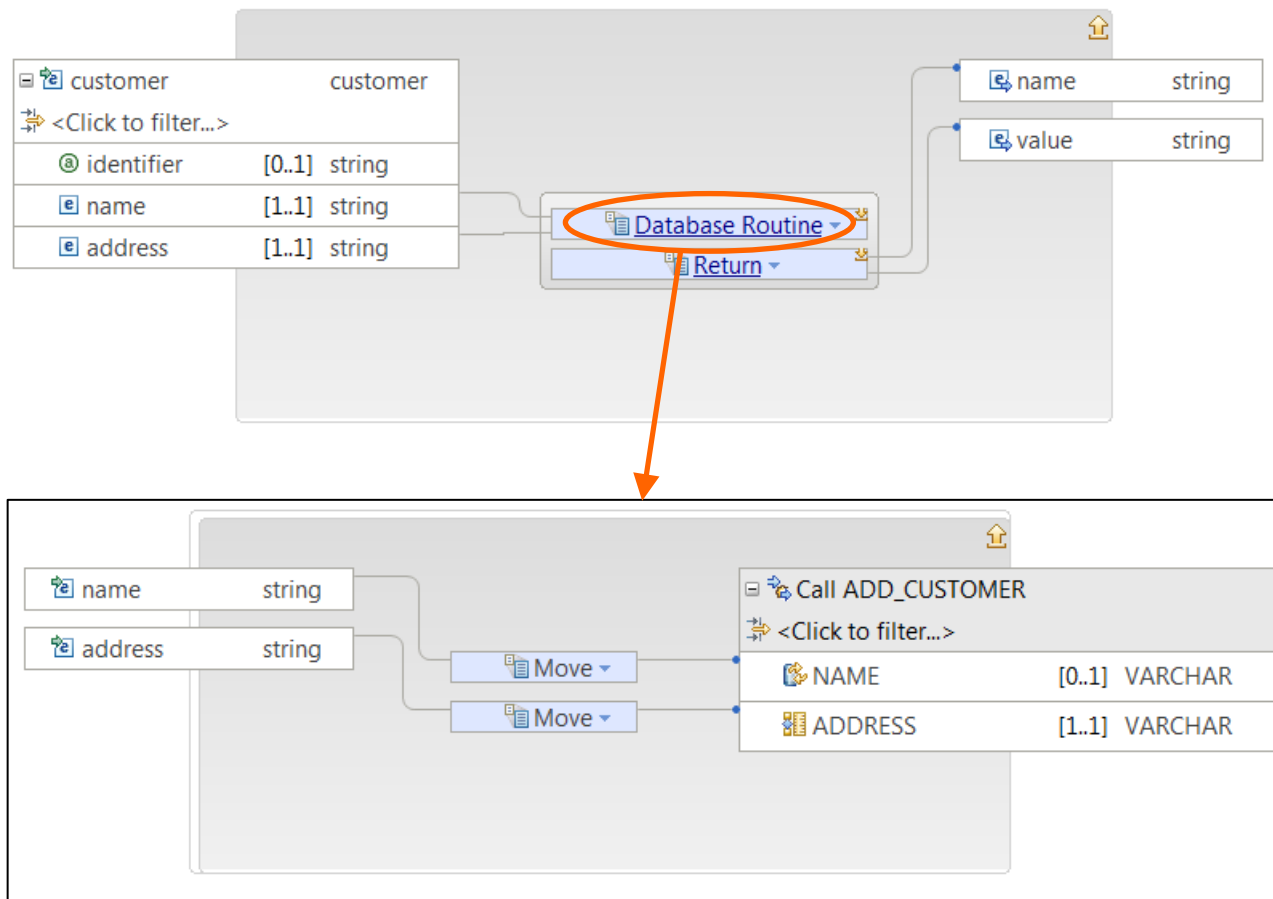 customer customer
<Click to filter...>
identifier [0..1] string
name [1..1] string
address [1..1] string
Database Routine
Return
name string
value string
name string
address string
Move
Move
Call ADD_CUSTOMER
<Click to filter...>
NAME [0..1] VARCHAR
ADDRESS [1..1] VARCHAR